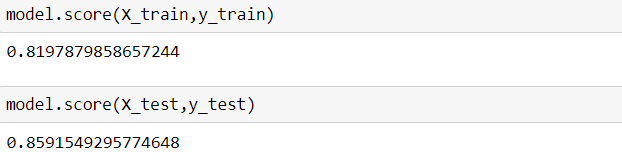 model.score(X_train,y_train)
0.8197879858657244
model.score(X_test,y_test)
0.8591549295774648